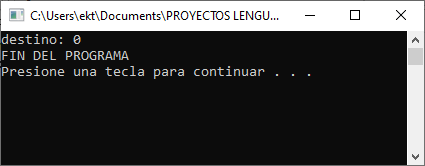 C:\Users\ekt\Documents\PROYECTOS LENGU...
destino: 0
FIN DEL PROGRAMA
Presione una tecla para continuar . . .